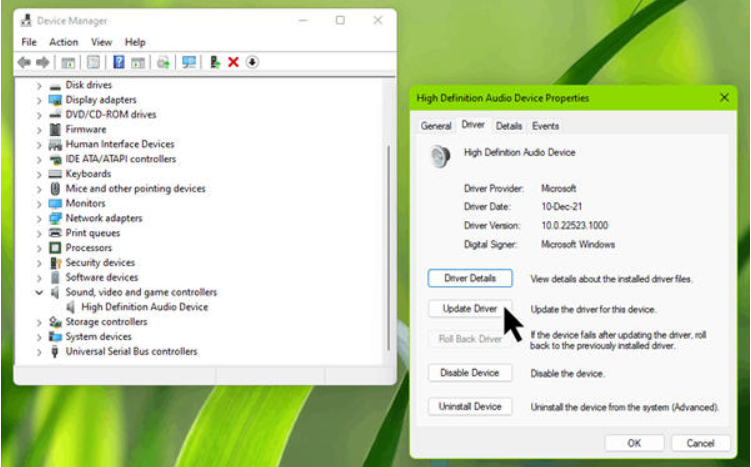 Device Manager
File Action View Help
Disk drives
Display adapters
DVD/CD-ROM drives
Firmware
Human Interface Devices
IDE ATA/ATAPI controllers
Keyboards
Mice and other pointing devices
Monitors
Network adapters
Print queues
Processors
Security devices
Software devices
Sound, video and game controllers
High Definition Audio Device
Storage controllers
System devices
Universal Serial Bus controllers
High Definition Audio Device Properties
General Driver Details Events
High Definition Audio Device
Driver Provider: Microsoft
Driver Date: 10-Dec-21
Driver Version: 10.0.22523.1000
Digital Signer: Microsoft Windows
Driver Details View details about the installed driver files.
Update Driver Update the driver for this device.
Roll Back Driver If the device fails after updating the driver, roll
back to the previously installed driver.
Disable Device Disable the device.
Uninstall Device Uninstall the device from the system (Advanced).
OK Cancel